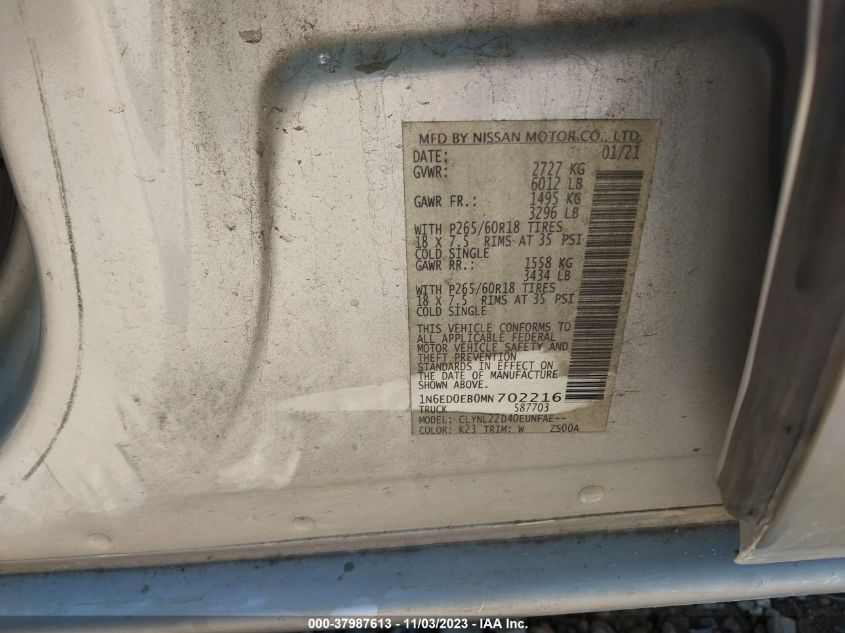 MFD BY NISSAN MOTOR CO., LTD.
DATE: 01/21
GVWR: 2727 KG
6012 LB
GAWR FR.: 1495 KG
3296 LB
WITH P265/60R18 TIRES
18 X 7.5 RIMS AT 35 PSI
COLD SINGLE
GAWR RR.: 1558 KG
3434 LB
WITH P265/60R18 TIRES
18 X 7.5 RIMS AT 35 PSI
COLD SINGLE
THIS VEHICLE CONFORMS TO
ALL APPLICABLE FEDERAL
MOTOR VEHICLE SAFETY AND
THEFT PREVENTION
STANDARDS IN EFFECT ON
THE DATE OF MANUFACTURE
SHOWN ABOVE.
1N6ED0EB0MN702216
TRUCK 587703
MODEL: CLYNLZ2D40EUNFAE--
COLOR: K23 TRIM: W ZS00A
000-37987613 - 11/03/2023 - IAA Inc.